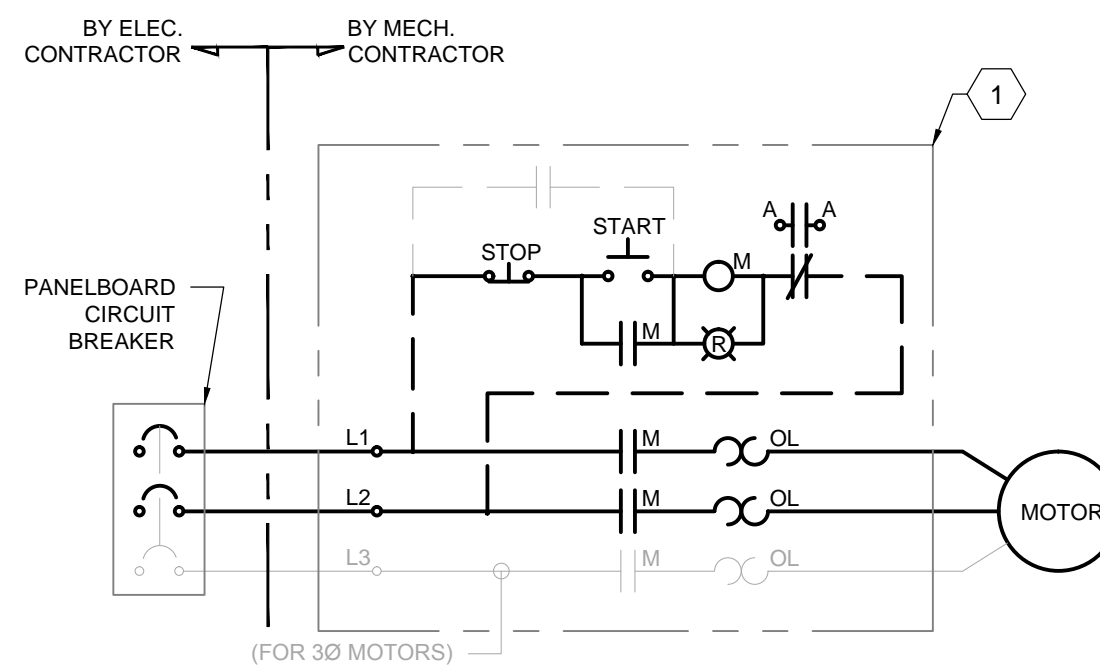 BY ELEC.
CONTRACTOR
BY MECH.
CONTRACTOR
1
A
A
START
STOP
M
PANELBOARD
CIRCUIT
BREAKER
M
R
L1
M
OL
L2
M
OL
MOTOR
L3
M
OL
(FOR 3Ø MOTORS)